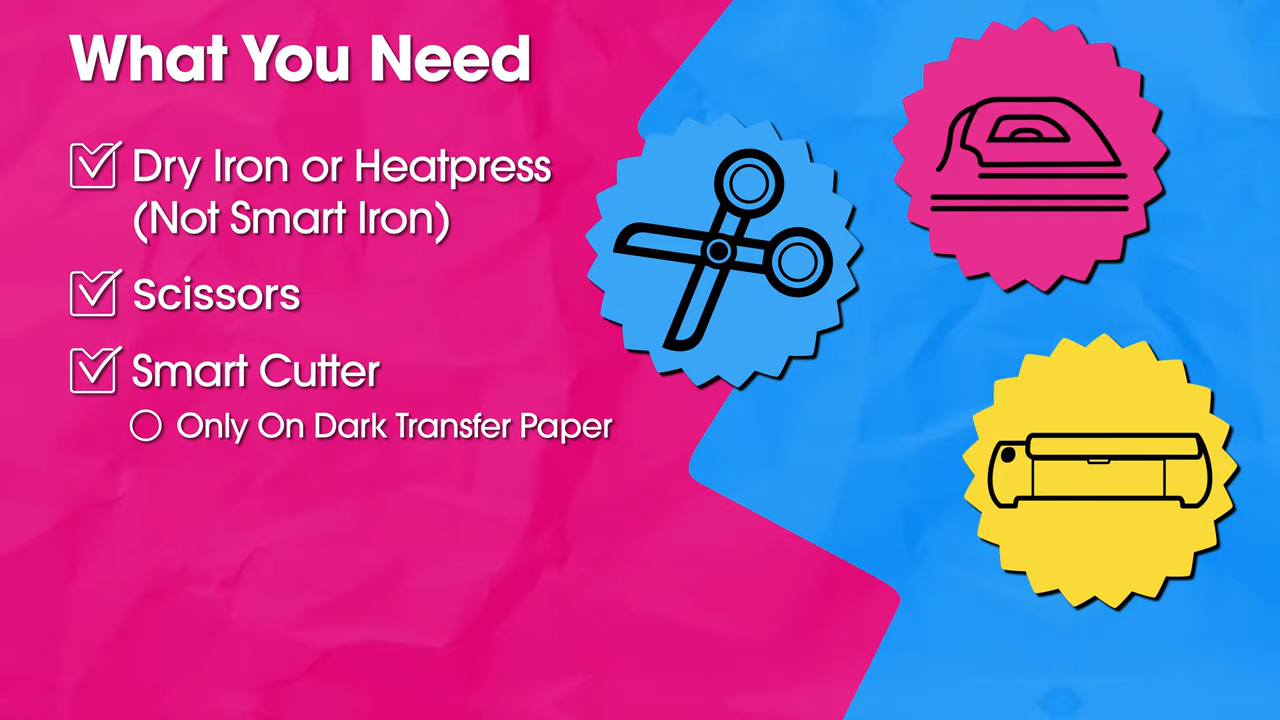 What You Need
Dry Iron or Heatpress
(Not Smart Iron)
Scissors
Smart Cutter
Only On Dark Transfer Paper